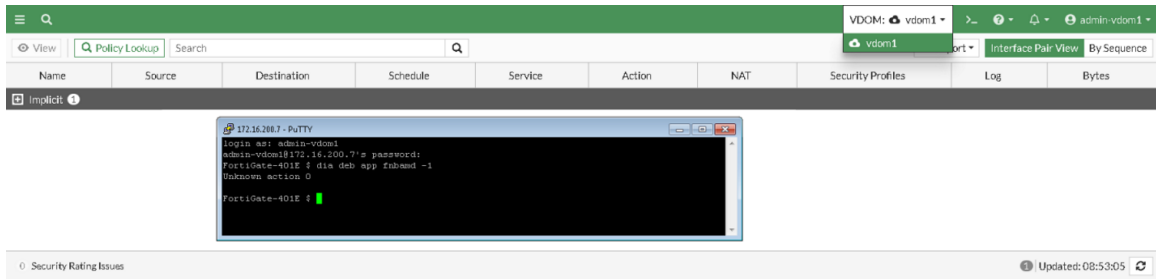 VDOM: vdom1
admin-vdom1
View
Policy Lookup
Search
vdom1
ort
Interface Pair View
By Sequence
Name Source Destination Schedule Service Action NAT Security Profiles Log Bytes
Implicit 1
172.16.200.7 - PuTTY
login as: admin-vdom1
admin-vdom1@172.16.200.7's password:
FortiGate-401E $ dia deb app fnbamd -1
Unknown action 0
FortiGate-401E $
0 Security Rating Issues
1 Updated: 08:53:05